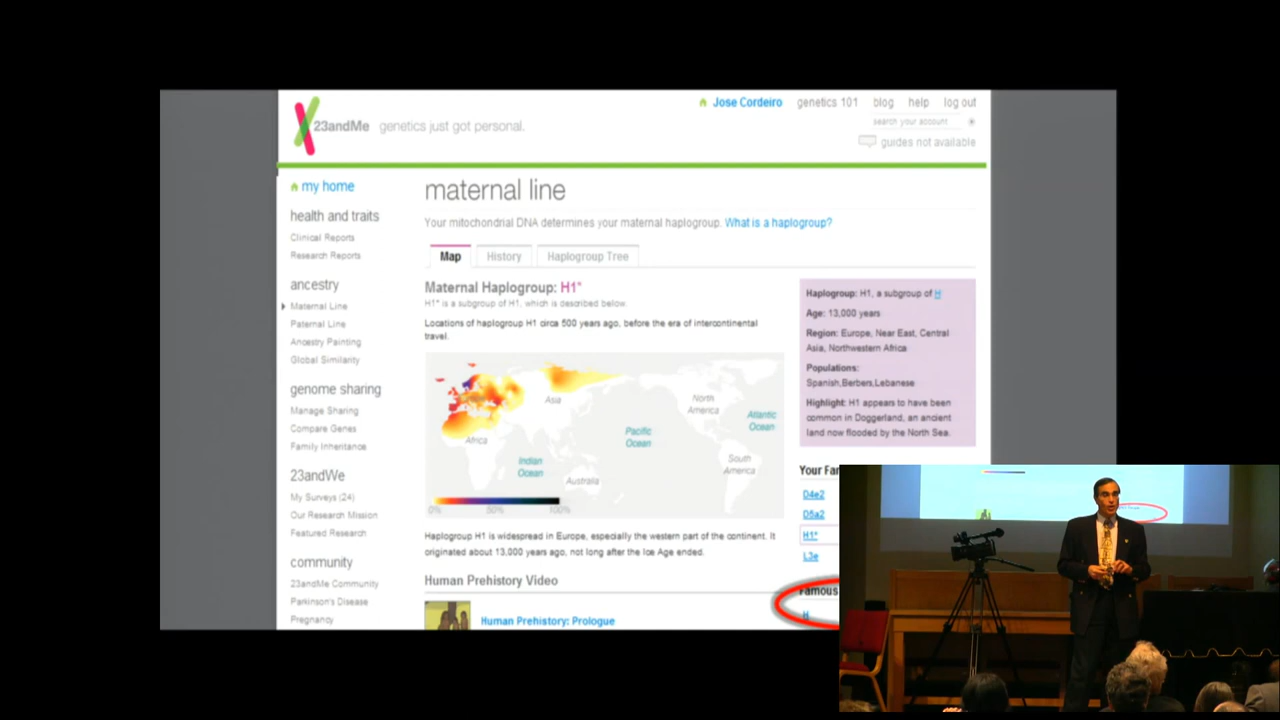 Jose Cordeiro genetics 101 blog help log out
23andMe genetics just got personal.
search your account
guides not available
my home
health and traits
Clinical Reports
Research Reports
ancestry
Maternal Line
Paternal Line
Ancestry Painting
Global Similarity
genome sharing
Manage Sharing
Compare Genes
Family Inheritance
23andWe
My Surveys (24)
Our Research Mission
Featured Research
community
23andMe Community
Parkinson's Disease
Pregnancy
maternal line
Your mitochondrial DNA determines your maternal haplogroup. What is a haplogroup?
Map History Haplogroup Tree
Maternal Haplogroup: H1*
H1* is a subgroup of H1, which is described below.
Locations of haplogroup H1 circa 500 years ago, before the era of intercontinental
travel.
Asia
Africa
Indian
Ocean
Australia
Pacific
Ocean
North
America
Atlantic
Ocean
South
America
0% 50% 100%
Haplogroup H1 is widespread in Europe, especially the western part of the continent. It
originated about 13,000 years ago, not long after the Ice Age ended.
Human Prehistory Video
Human Prehistory: Prologue
Haplogroup: H1, a subgroup of H
Age: 13,000 years
Region: Europe, Near East, Central
Asia, Northwestern Africa
Populations:
Spanish,Berbers,Lebanese
Highlight: H1 appears to have been
common in Doggerland, an ancient
land now flooded by the North Sea.
Your Fam
D4e2
D5a2
H1*
L3e
Famous
H